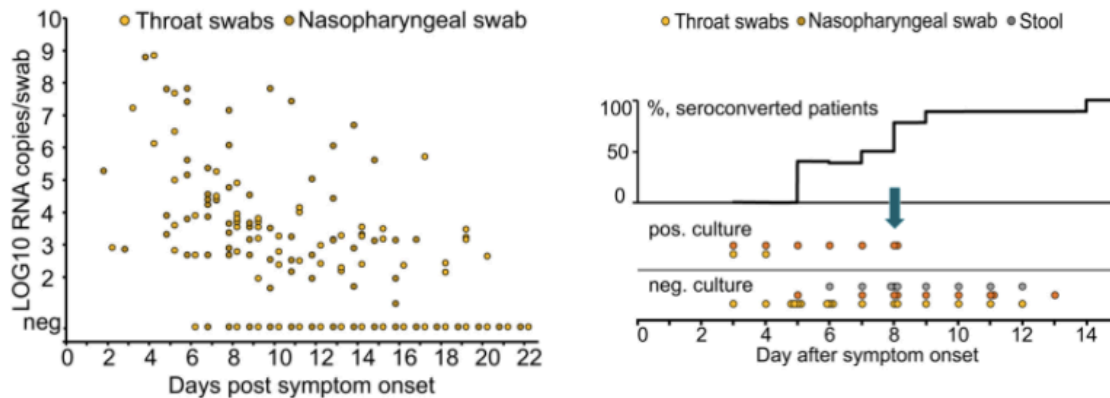 Throat swabs Nasopharyngeal swab
LOG10 RNA copies/swab
10
9
8
7
6
5
4
3
2
neg.
0 2 4 6 8 10 12 14 16 18 20 22
Days post symptom onset
Throat swabs Nasopharyngeal swab Stool
%, seroconverted patients
100
50
0
pos. culture
neg. culture
0 2 4 6 8 10 12 14
Day after symptom onset